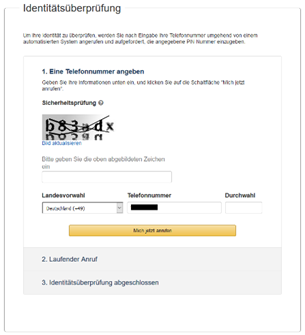 Identitätsüberprüfung
Um Ihre Identität zu überprüfen, werden Sie nach Eingabe Ihre Telefonnummer umgehend von einem
automatisierten System angerufen und aufgefordert, die angegebene PIN Nummer einzugeben.
1. Eine Telefonnummer angeben
Geben Sie Ihre Informationen unten ein, und klicken Sie auf die Schaltfläche "Mich jetzt
anrufen".
Sicherheitsprüfung
Bild aktualisieren
Bitte geben Sie die oben abgebildeten Zeichen
ein
Landesvorwahl Telefonnummer Durchwahl
Deutschland (+49)
Mich jetzt
2. Laufender Anruf
3. Identitätsüberprüfung abgeschlossen